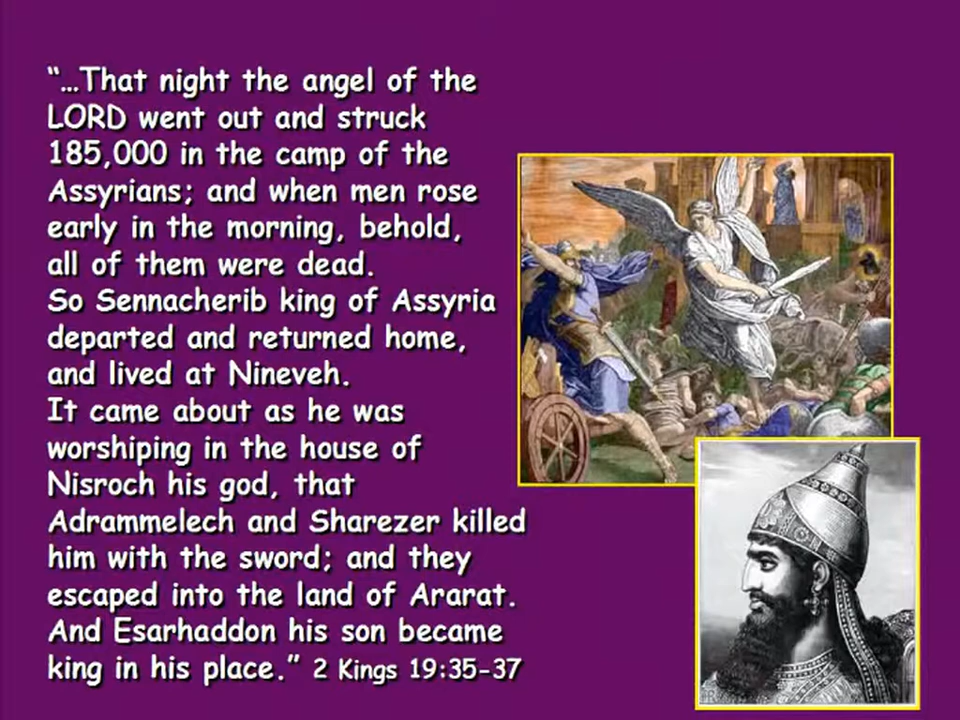 “…That night the angel of the
LORD went out and struck
185,000 in the camp of the
Assyrians; and when men rose
early in the morning, behold,
all of them were dead.
So Sennacherib king of Assyria
departed and returned home,
and lived at Nineveh.
It came about as he was
worshiping in the house of
Nisroch his god, that
Adrammelech and Sharezer killed
him with the sword; and they
escaped into the land of Ararat.
And Esarhaddon his son became
king in his place.” 2 Kings 19:35-37